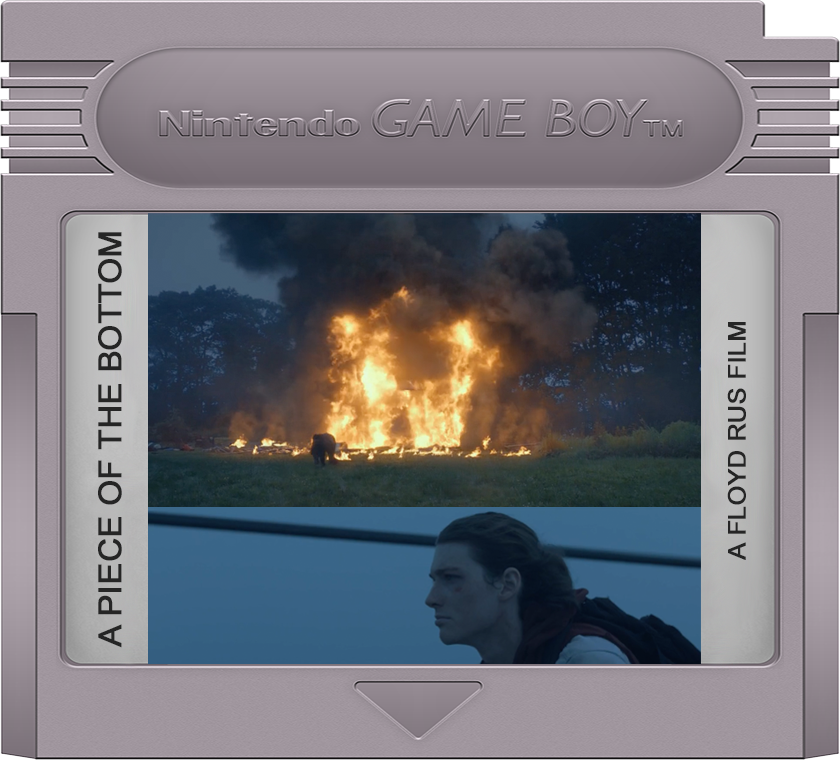 Nintendo GAME BOY™
A PIECE OF THE BOTTOM
A FLOYD RUS FILM